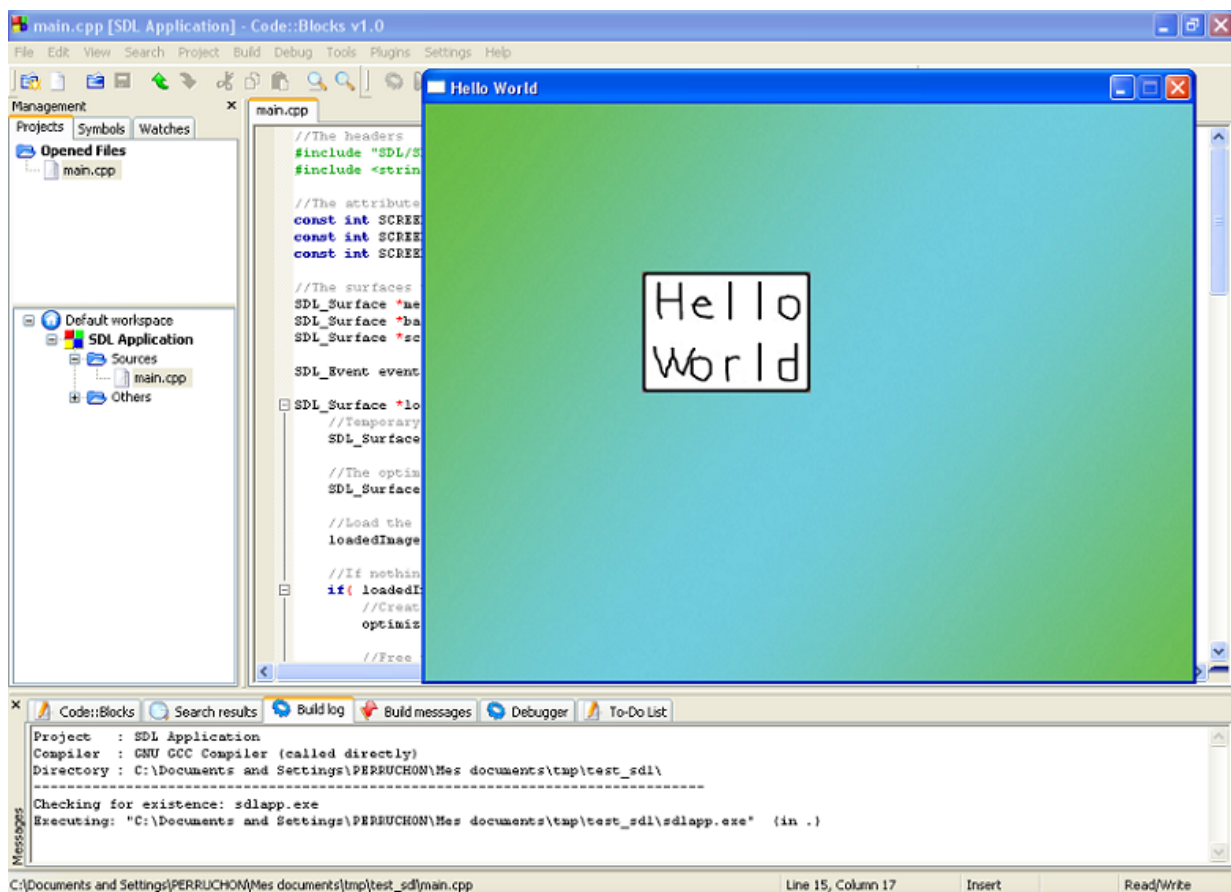 main.cpp [SDL Application] - Code::Blocks v1.0
File Edit View Search Project Build Debug Tools Plugins Settings Help
Management
Projects Symbols Watches
Opened Files
main.cpp
Default workspace
SDL Application
Sources
main.cpp
Others
main.cpp
//The headers
#include "SDL/S
#include <strin
//The attribute
const int SCREE
const int SCREE
const int SCREE
//The surfaces
SDL_Surface *me
SDL_Surface *ba
SDL_Surface *sc
SDL_Event event
SDL_Surface *lo
//Temporary
SDL_Surface
//The optim
SDL_Surface
//Load the
loadedImage
//If nothin
if( loadedI
//Creat
optimiz
//Free
Hello World
Hello
World
Code::Blocks Search results Build log Build messages Debugger To-Do List
Messages
Project : SDL Application
Compiler : GNU GCC Compiler (called directly)
Directory : C:\Documents and Settings\PERRUCHON\Mes documents\tmp\test_sdl\
--------------------------------------------------------------------------------
Checking for existence: sdlapp.exe
Executing: "C:\Documents and Settings\PERRUCHON\Mes documents\tmp\test_sdl\sdlapp.exe" (in .)
C:\Documents and Settings\PERRUCHON\Mes documents\tmp\test_sdl\main.cpp Line 15, Column 17 Insert Read/Write